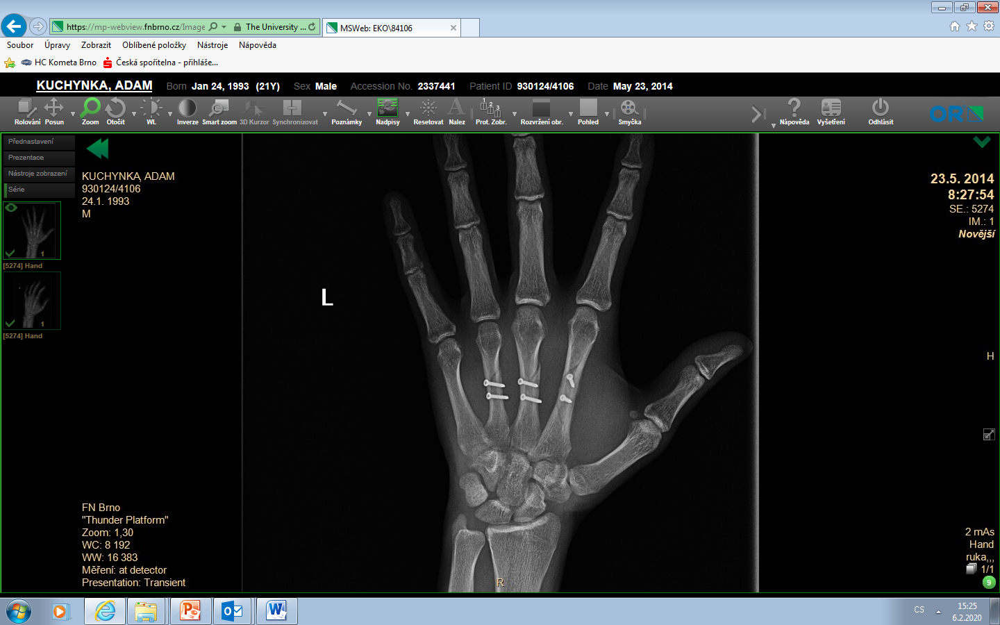 https://mp-webview.fnbrno.cz/Image
The University ...
MSWeb: EKO\84106
Soubor Úpravy Zobrazit Oblíbené položky Nástroje Nápověda
HC Kometa Brno Česká spořitelna - přihláše...
KUCHYNKA, ADAM Born Jan 24, 1993 (21Y) Sex Male Accession No. 2337441 Patient ID 930124/4106 Date May 23, 2014
Rolování Posun Zoom Otočit WL Inverze Smart zoom 3D Kurzor Synchronizovat Poznámky Nadpisy Resetovat Nalez Prot. Zobr. Rozvržení obr. Pohled Smyčka Nápověda Vyšetření Odhlásit
Přednastavení
Prezentace
Nástroje zobrazení
Série
1
[5274] Hand
1
[5274] Hand
KUCHYNKA, ADAM
930124/4106
24.1. 1993
M
L
23.5. 2014
8:27:54
SE.: 5274
IM.: 1
Novější
H
FN Brno
"Thunder Platform"
Zoom: 1,30
WC: 8 192
WW: 16 383
Měření: at detector
Presentation: Transient
R
2 mAs
Hand
ruka,,,
1/1
9
CS
15:25
6.2.2020